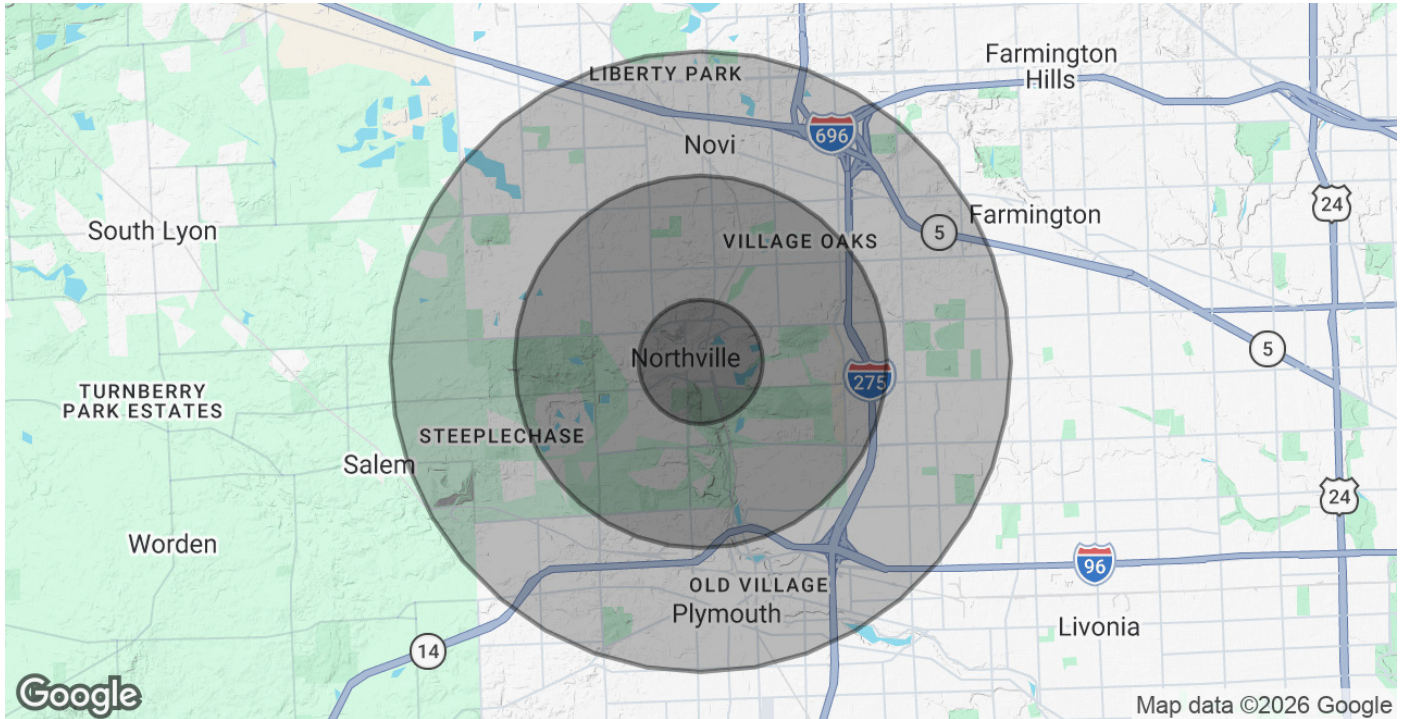 Farmington
Hills
LIBERTY PARK
696
Novi
24
South Lyon
Farmington
5
VILLAGE OAKS
5
Northville
275
TURNBERRY
PARK ESTATES
STEEPLECHASE
Salem
24
Worden
96
OLD VILLAGE
Plymouth
Livonia
14
Google
Map data ©2026 Google